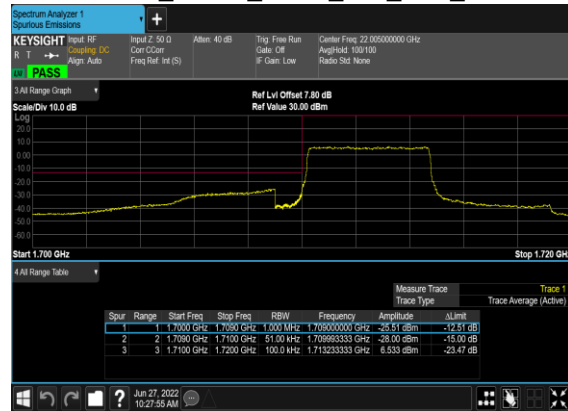 Spectrum Analyzer 1
Spurious Emissions
+
KEYSIGHT Input: RF Input Z: 50 Ω Atten: 40 dB Trig: Free Run Center Freq: 22.005000000 GHz
R T Coupling: DC Corr CCorr Gate: Off Avg|Hold: 100/100
Align: Auto Freq Ref: Int (S) IF Gain: Low Radio Std: None
PASS
3 All Range Graph
Ref Lvl Offset 7.80 dB
Scale/Div 10.0 dB Ref Value 30.00 dBm
Log
20.0
10.0
0.00
-10.0
-20.0
-30.0
-40.0
-50.0
-60.0
Start 1.700 GHz Stop 1.720 GH
4 All Range Table
Measure Trace Trace 1
Trace Type Trace Average (Active)
Spur Range Start Freq Stop Freq RBW Frequency Amplitude ΔLimit
1 1 1.7000 GHz 1.7090 GHz 1.000 MHz 1.709000000 GHz -25.51 dBm -12.51 dB
2 2 1.7090 GHz 1.7100 GHz 51.00 kHz 1.709993333 GHz -28.00 dBm -15.00 dB
3 3 1.7100 GHz 1.7200 GHz 100.0 kHz 1.713233333 GHz 6.533 dBm -23.47 dB
?
Jun 27, 2022
10:27:55 AM